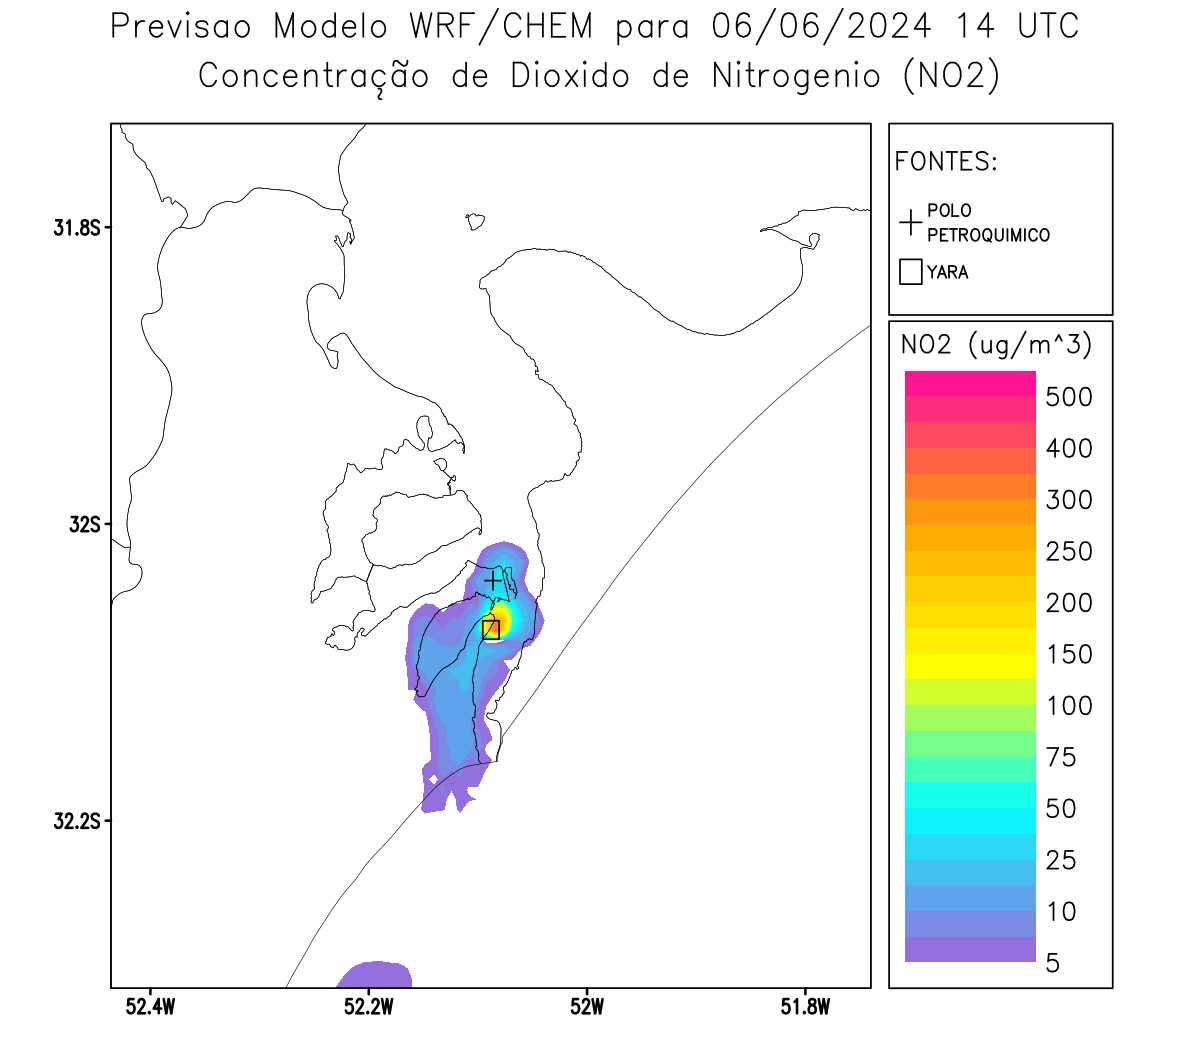 Previsao Modelo WRF/CHEM para 06/06/2024 14 UTC
Concentração de Dioxido de Nitrogenio (NO2)
FONTES:
POLO
PETROQUIMICO
YARA
NO2 (ug/m^3)
500
400
300
250
200
150
100
75
50
25
10
5
31.8S
32S
32.2S
52.4W
52.2W
52W
51.8W